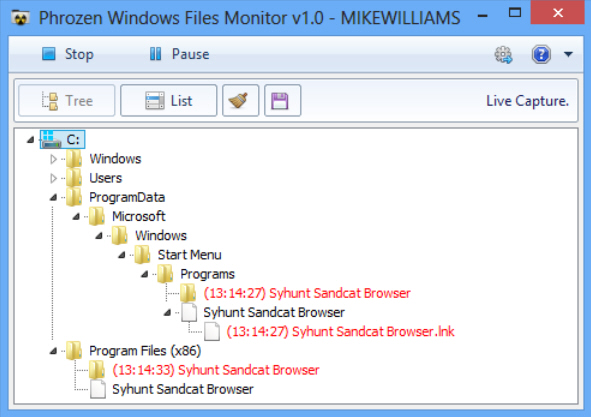 Phrozen Windows Files Monitor v1.0 - MIKEWILLIAMS
Stop Pause
Tree List Live Capture.
C:
Windows
Users
ProgramData
Microsoft
Windows
Start Menu
Programs
(13:14:27) Syhunt Sandcat Browser
Syhunt Sandcat Browser
(13:14:27) Syhunt Sandcat Browser.lnk
Program Files (x86)
(13:14:33) Syhunt Sandcat Browser
Syhunt Sandcat Browser